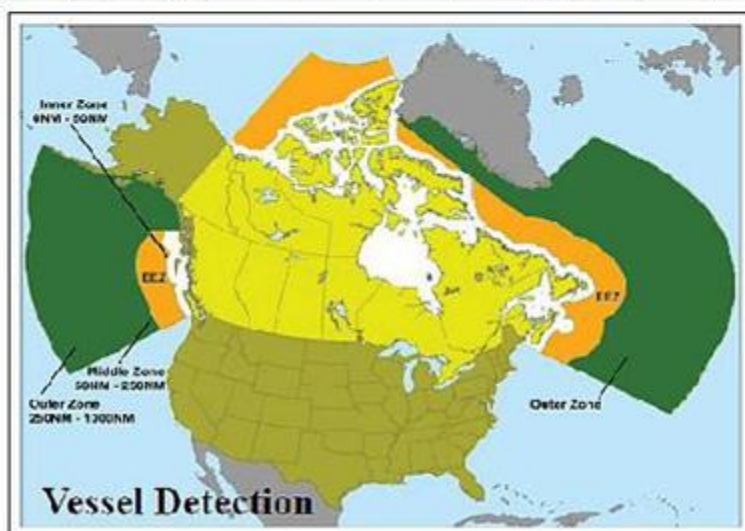 Inner Zone
0NM - 50NM
EEZ
EEZ
Middle Zone
50NM - 250NM
Outer Zone
250NM - 1300NM
Outer Zone
Vessel Detection